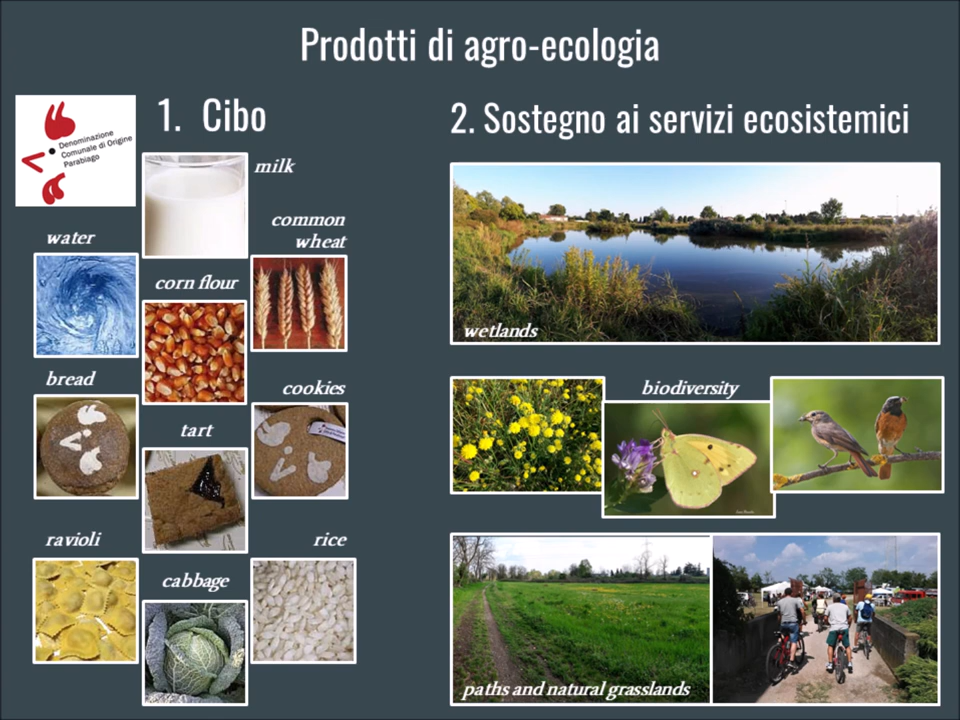 Prodotti di agro-ecologia
Denominazione
Comunale di Origine
Parabiago
1. Cibo
milk
common
wheat
water
corn flour
bread
cookies
tart
ravioli
rice
cabbage
2. Sostegno ai servizi ecosistemici
wetlands
biodiversity
paths and natural grasslands